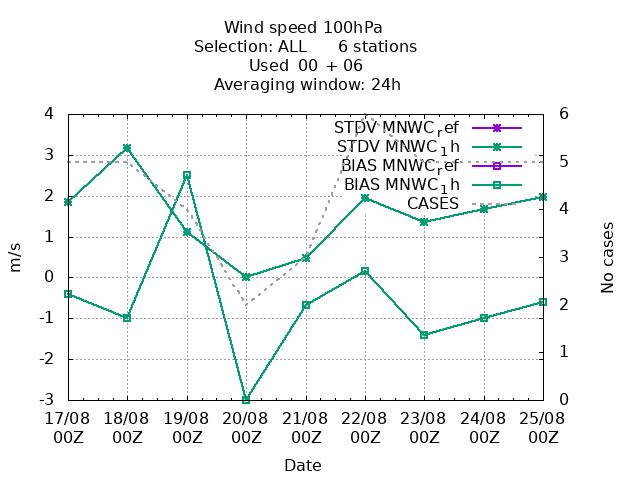 Wind speed 100hPa
Selection: ALL 6 stations
Used 00 + 06
Averaging window: 24h
4 6
STDV MNWC_ref
STDV MNWC_1h
3 5
BIAS MNWC_ref
BIAS MNWC_1h
2 4
CASES
1 3
0
-1 2
-2 1
-3 0
m/s
No cases
17/08 18/08 19/08 20/08 21/08 22/08 23/08 24/08 25/08
00Z 00Z 00Z 00Z 00Z 00Z 00Z 00Z 00Z
Date